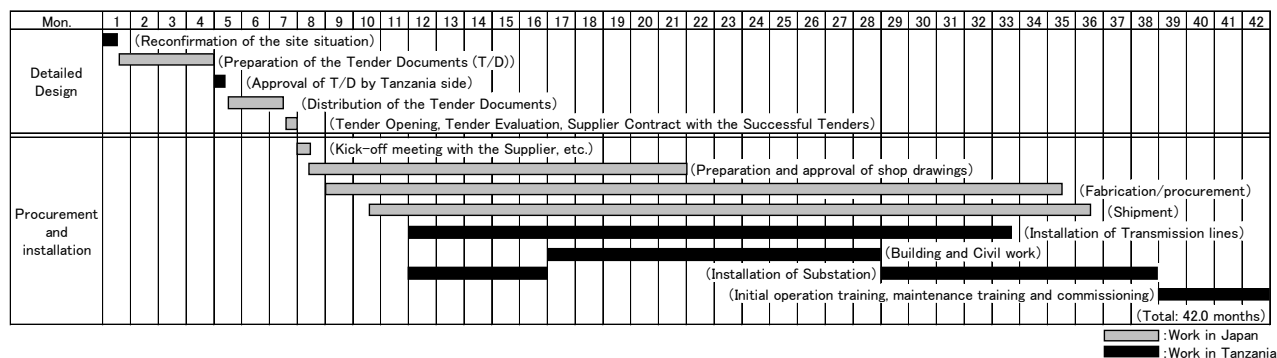 Mon. 1 2 3 4 5 6 7 8 9 10 11 12 13 14 15 16 17 18 19 20 21 22 23 24 25 26 27 28 29 30 31 32 33 34 35 36 37 38 39 40 41 42
Detailed
Design
(Reconfirmation of the site situation)
(Preparation of the Tender Documents (T/D))
(Approval of T/D by Tanzania side)
(Distribution of the Tender Documents)
(Tender Opening, Tender Evaluation, Supplier Contract with the Successful Tenders)
Procurement
and
installation
(Kick-off meeting with the Supplier, etc.)
(Preparation and approval of shop drawings)
(Fabrication/procurement)
(Shipment)
(Installation of Transmission lines)
(Building and Civil work)
(Installation of Substation)
(Initial operation training, maintenance training and commissioning)
(Total: 42.0 months)
:Work in Japan
:Work in Tanzania